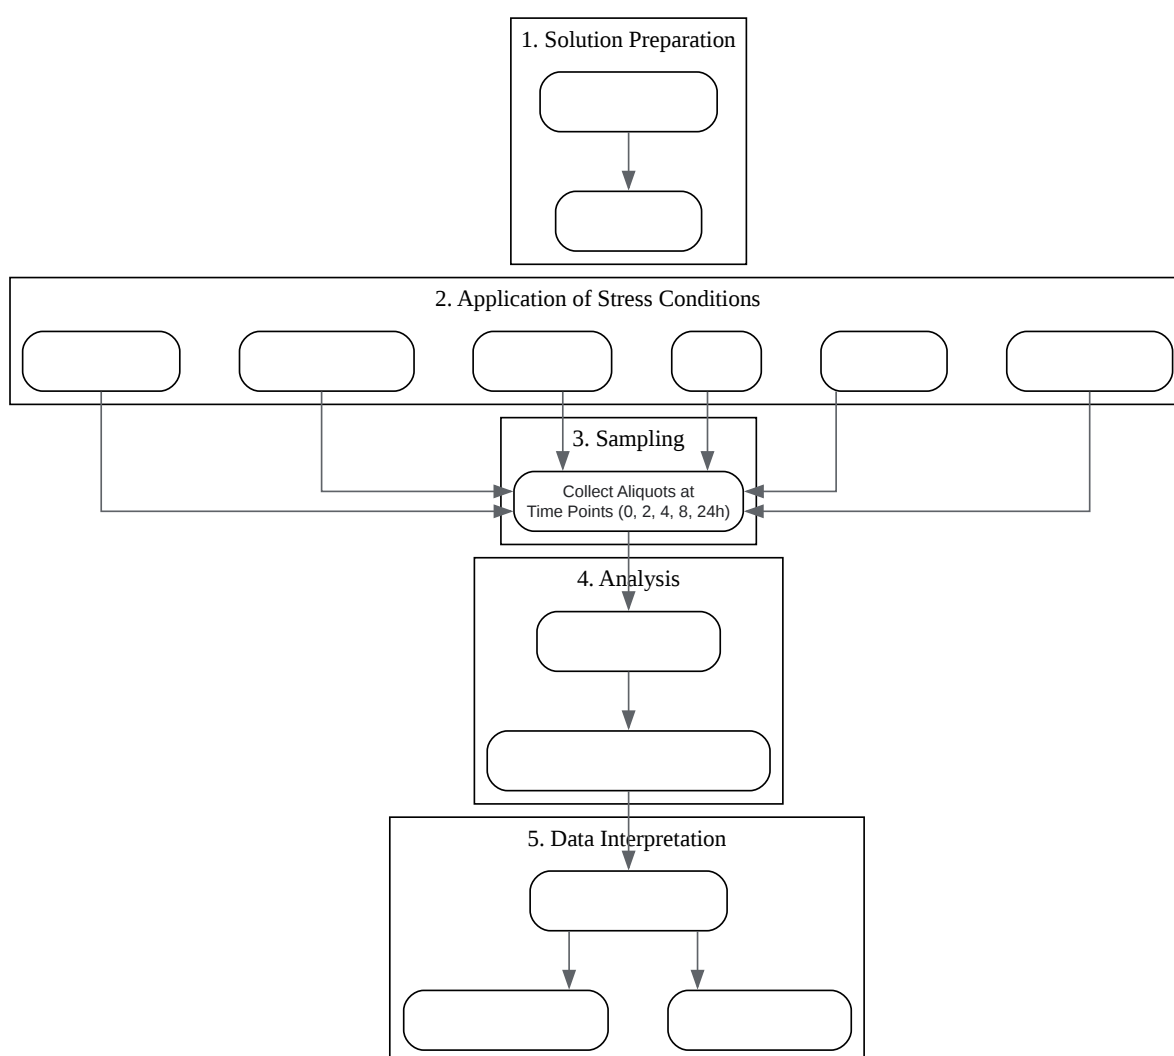 1. Solution Preparation
2. Application of Stress Conditions
3. Sampling
Collect Aliquots at
Time Points (0, 2, 4, 8, 24h)
4. Analysis
5. Data Interpretation